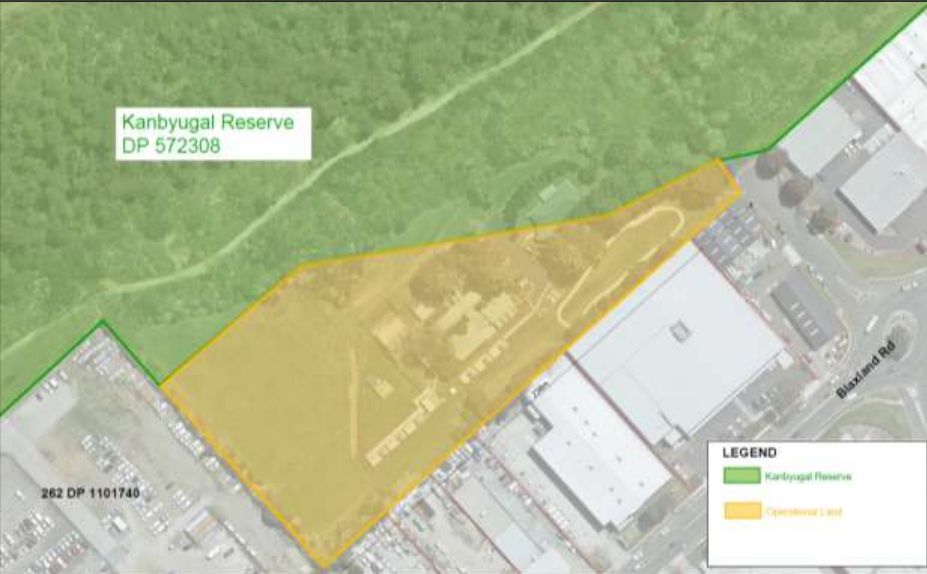 Kanbyugal Reserve
DP 572308
Blaxland Rd
262 DP 1101740
LEGEND
Kanbyugal Reserve
Operational Land